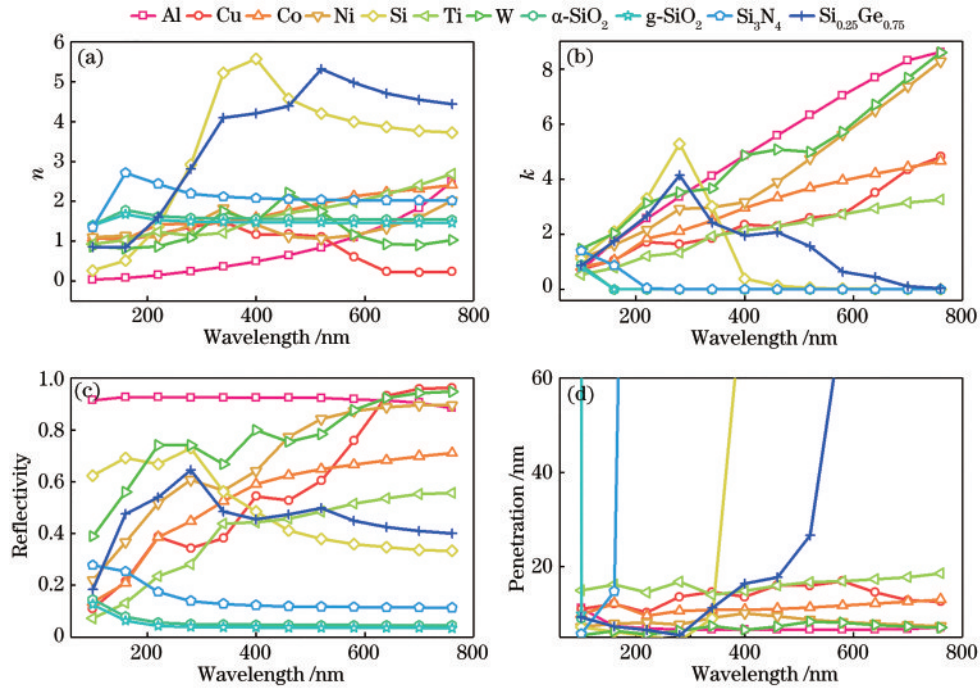 Al Cu Co Ni Si Ti W α-SiO₂ g-SiO₂ Si₃N₄ Si₀.₂₅Ge₀.₇₅
(a)
n
6
5
4
3
2
1
0
200 400 600 800
Wavelength /nm
(b)
k
8
6
4
2
0
200 400 600 800
Wavelength /nm
(c)
Reflectivity
1.0
0.8
0.6
0.4
0.2
0
200 400 600 800
Wavelength /nm
(d)
Penetration /nm
60
40
20
200 400 600 800
Wavelength /nm